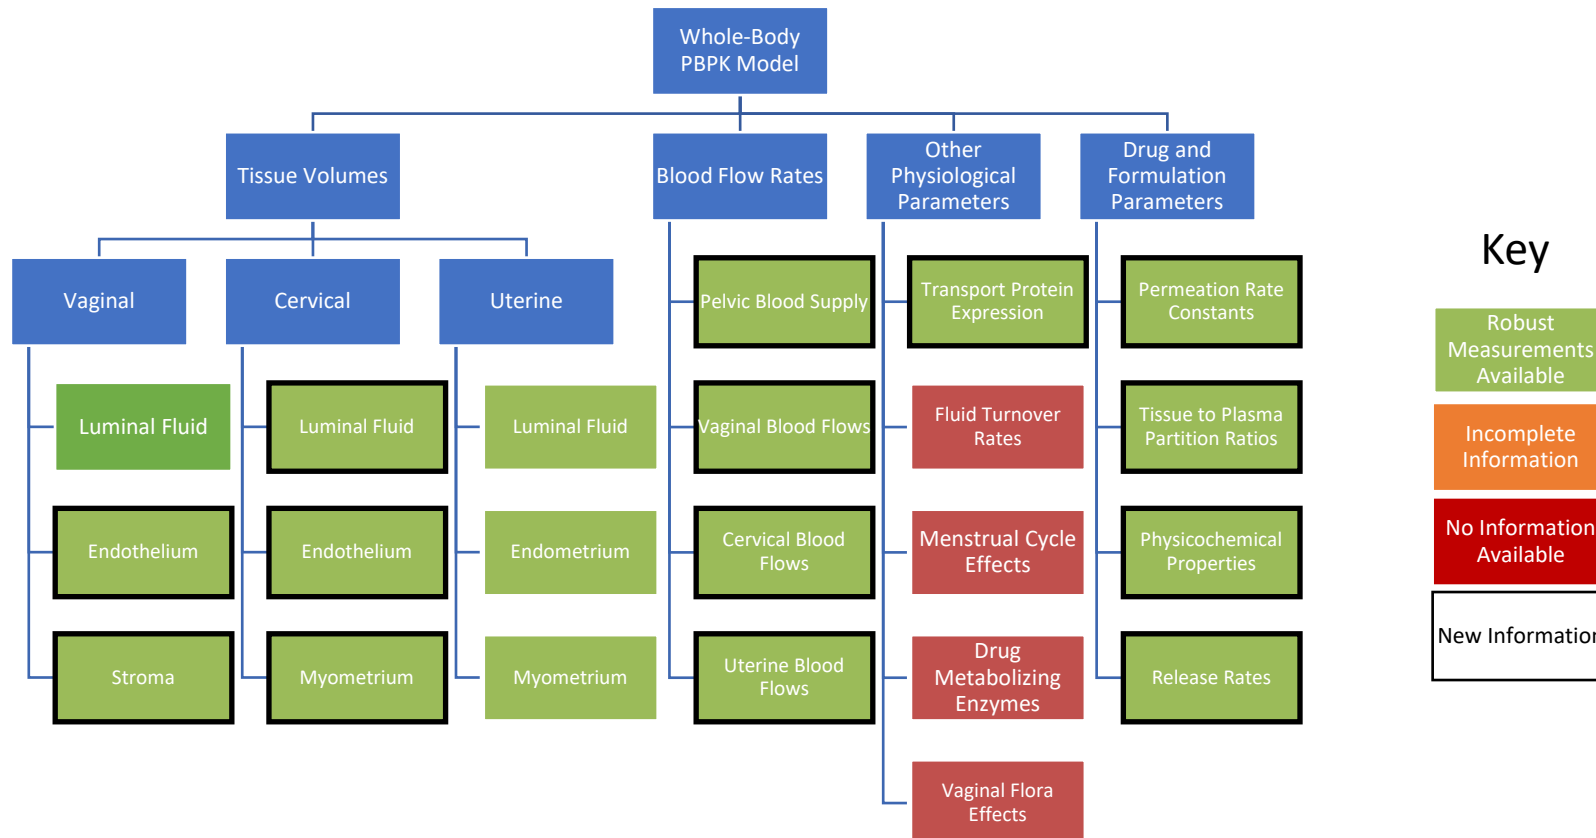 Whole-Body
PBPK Model
Tissue Volumes
Blood Flow Rates
Other
Physiological
Parameters
Drug and
Formulation
Parameters
Vaginal
Cervical
Uterine
Luminal Fluid
Endothelium
Stroma
Luminal Fluid
Endothelium
Myometrium
Luminal Fluid
Endometrium
Myometrium
Pelvic Blood Supply
Vaginal Blood Flows
Cervical Blood
Flows
Uterine Blood
Flows
Transport Protein
Expression
Fluid Turnover
Rates
Menstrual Cycle
Effects
Drug
Metabolizing
Enzymes
Vaginal Flora
Effects
Permeation Rate
Constants
Tissue to Plasma
Partition Ratios
Physicochemical
Properties
Release Rates
Key
Robust
Measurements
Available
Incomplete
Information
No Information
Available
New Information